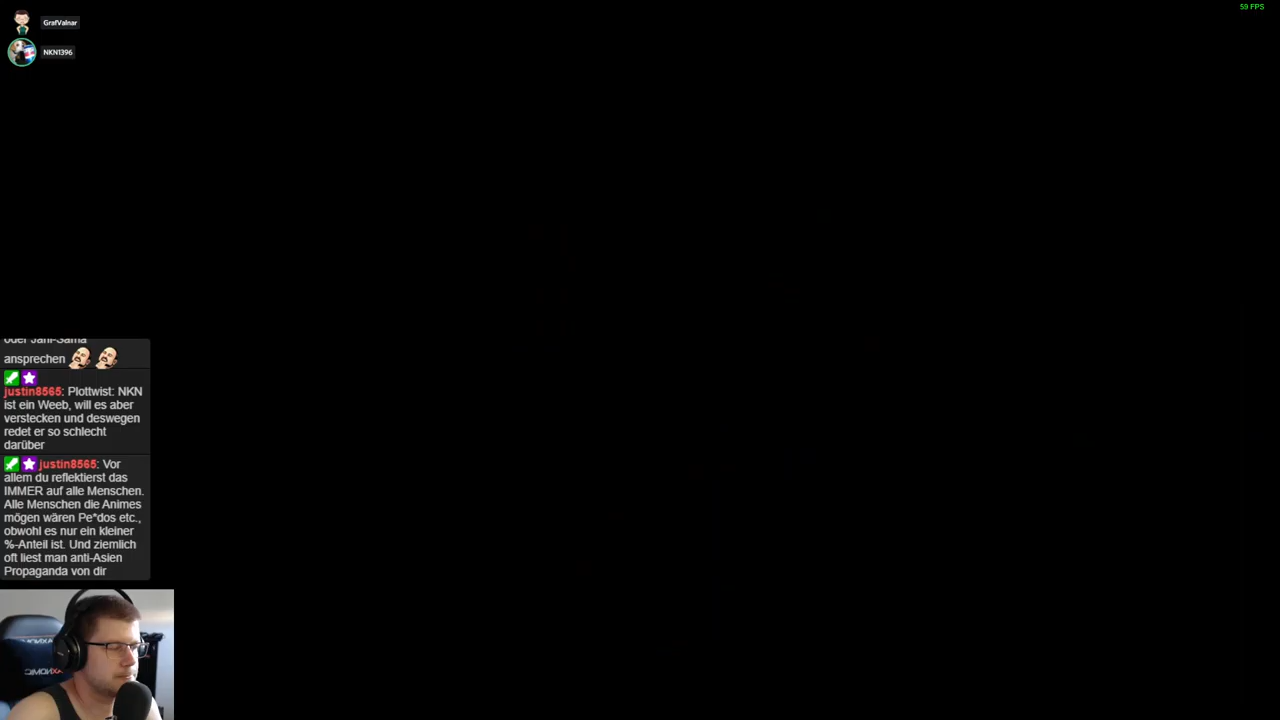 GrafValnar
59 FPS
NKN1396
oder Jani-Sama
ansprechen
justin8565: Plottwist: NKN
ist ein Weeb, will es aber
verstecken und deswegen
redet er so schlecht
darüber
justin8565: Vor
allem du reflektierst das
IMMER auf alle Menschen.
Alle Menschen die Animes
mögen wären Pe*dos etc.,
obwohl es nur ein kleiner
%-Anteil ist. Und ziemlich
oft liest man anti-Asien
Propaganda von dir